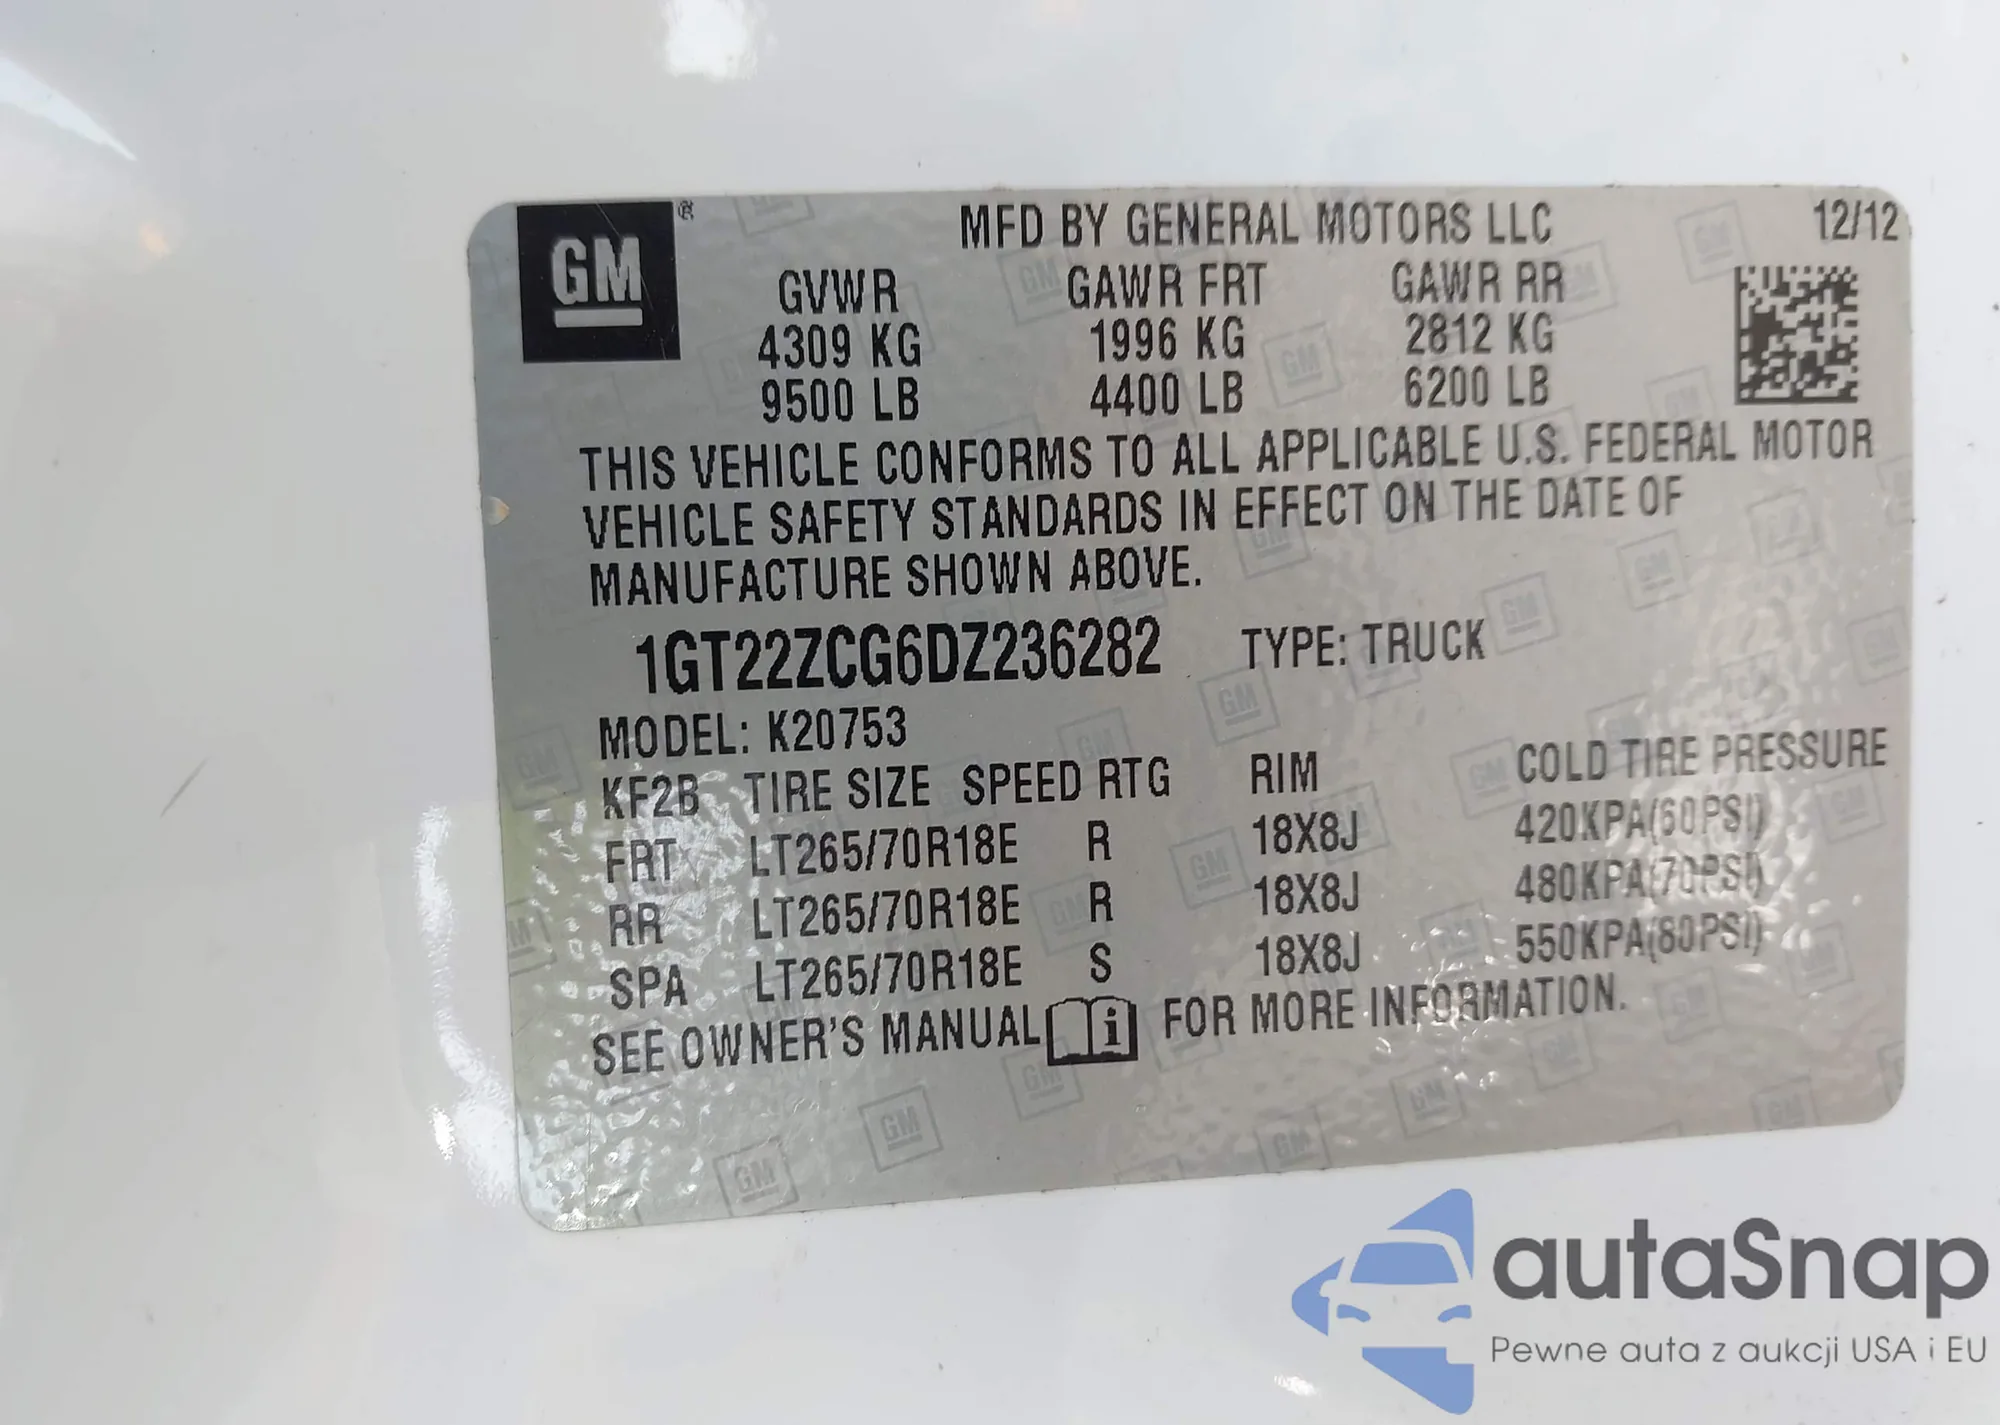 GM ®
MFD BY GENERAL MOTORS LLC 12/12
GVWR GAWR FRT GAWR RR
4309 KG 1996 KG 2812 KG
9500 LB 4400 LB 6200 LB
THIS VEHICLE CONFORMS TO ALL APPLICABLE U.S. FEDERAL MOTOR
VEHICLE SAFETY STANDARDS IN EFFECT ON THE DATE OF
MANUFACTURE SHOWN ABOVE.
1GT22ZCG6DZ236282 TYPE: TRUCK
MODEL: K20753
KF2B TIRE SIZE SPEED RTG RIM COLD TIRE PRESSURE
FRT LT265/70R18E R 18X8J 420KPA(60PSI)
RR LT265/70R18E R 18X8J 480KPA(70PSI)
SPA LT265/70R18E S 18X8J 550KPA(80PSI)
SEE OWNER'S MANUAL i FOR MORE INFORMATION.
autaSnap
Pewne auta z aukcji USA i EU